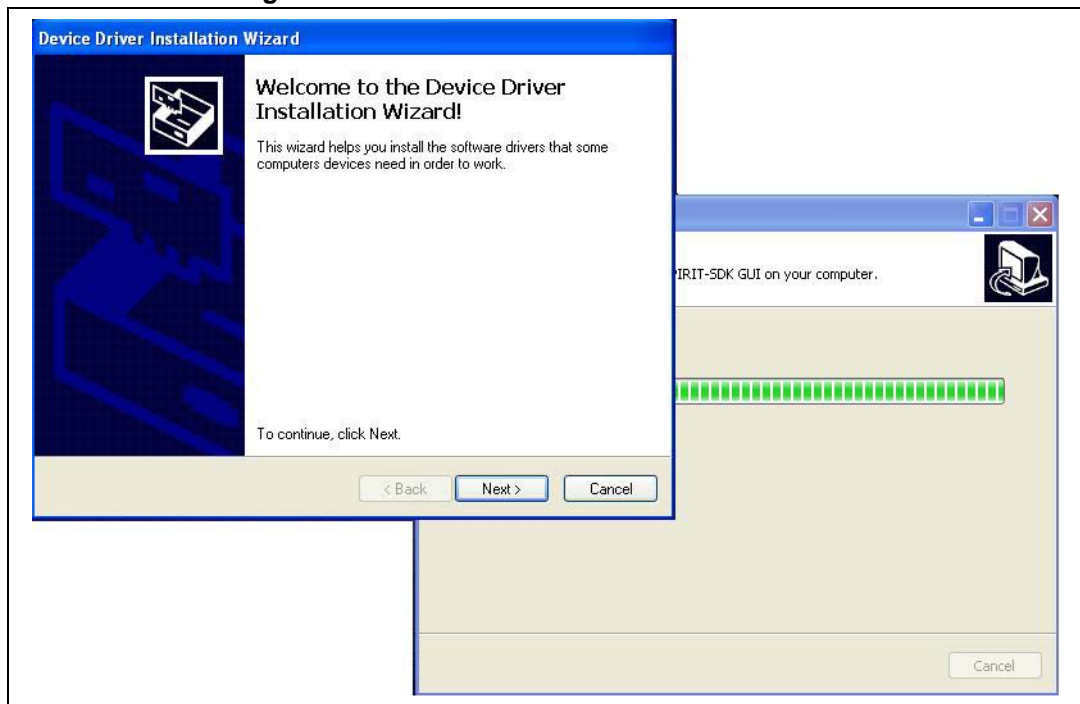 Device Driver Installation Wizard
Welcome to the Device Driver
Installation Wizard!
This wizard helps you install the software drivers that some
computers devices need in order to work.
To continue, click Next.
< Back
Next >
Cancel
PIRIT-SDK GUI on your computer.
Cancel